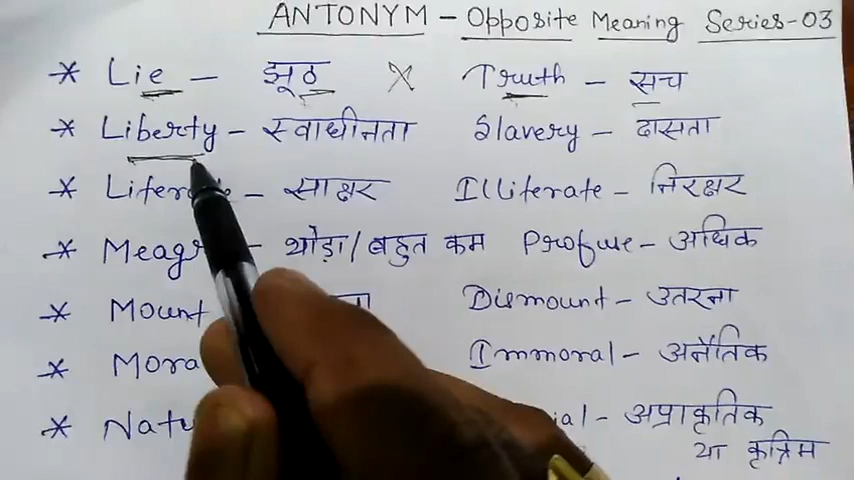 ANTONYM - Opposite Meaning Series-03
* Lie - झूठ × Truth - सच
* Liberty - स्वाधीनता Slavery - दासता
* Literate - साक्षर Illiterate - निरक्षर
* Meag - थोड़ा/बहुत कम Profuse - अधिक
* Mount Dismount - उतरना
* Mora Immoral - अनैतिक
* Natu ial - अप्राकृतिक
या कृत्रिम